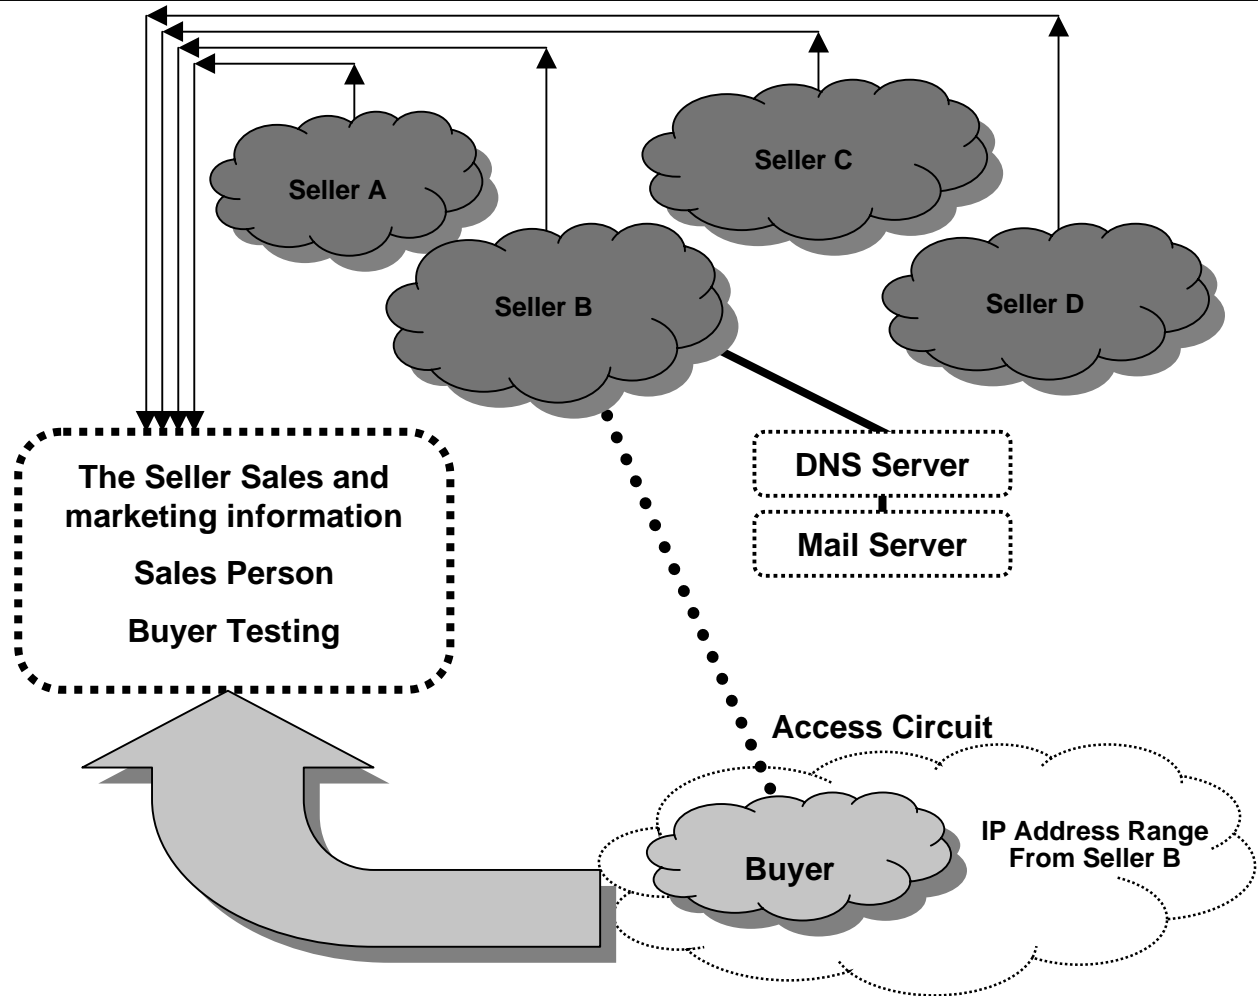 Seller A
Seller C
Seller B
Seller D
The Seller Sales and
marketing information
Sales Person
Buyer Testing
DNS Server
Mail Server
Access Circuit
IP Address Range
From Seller B
Buyer